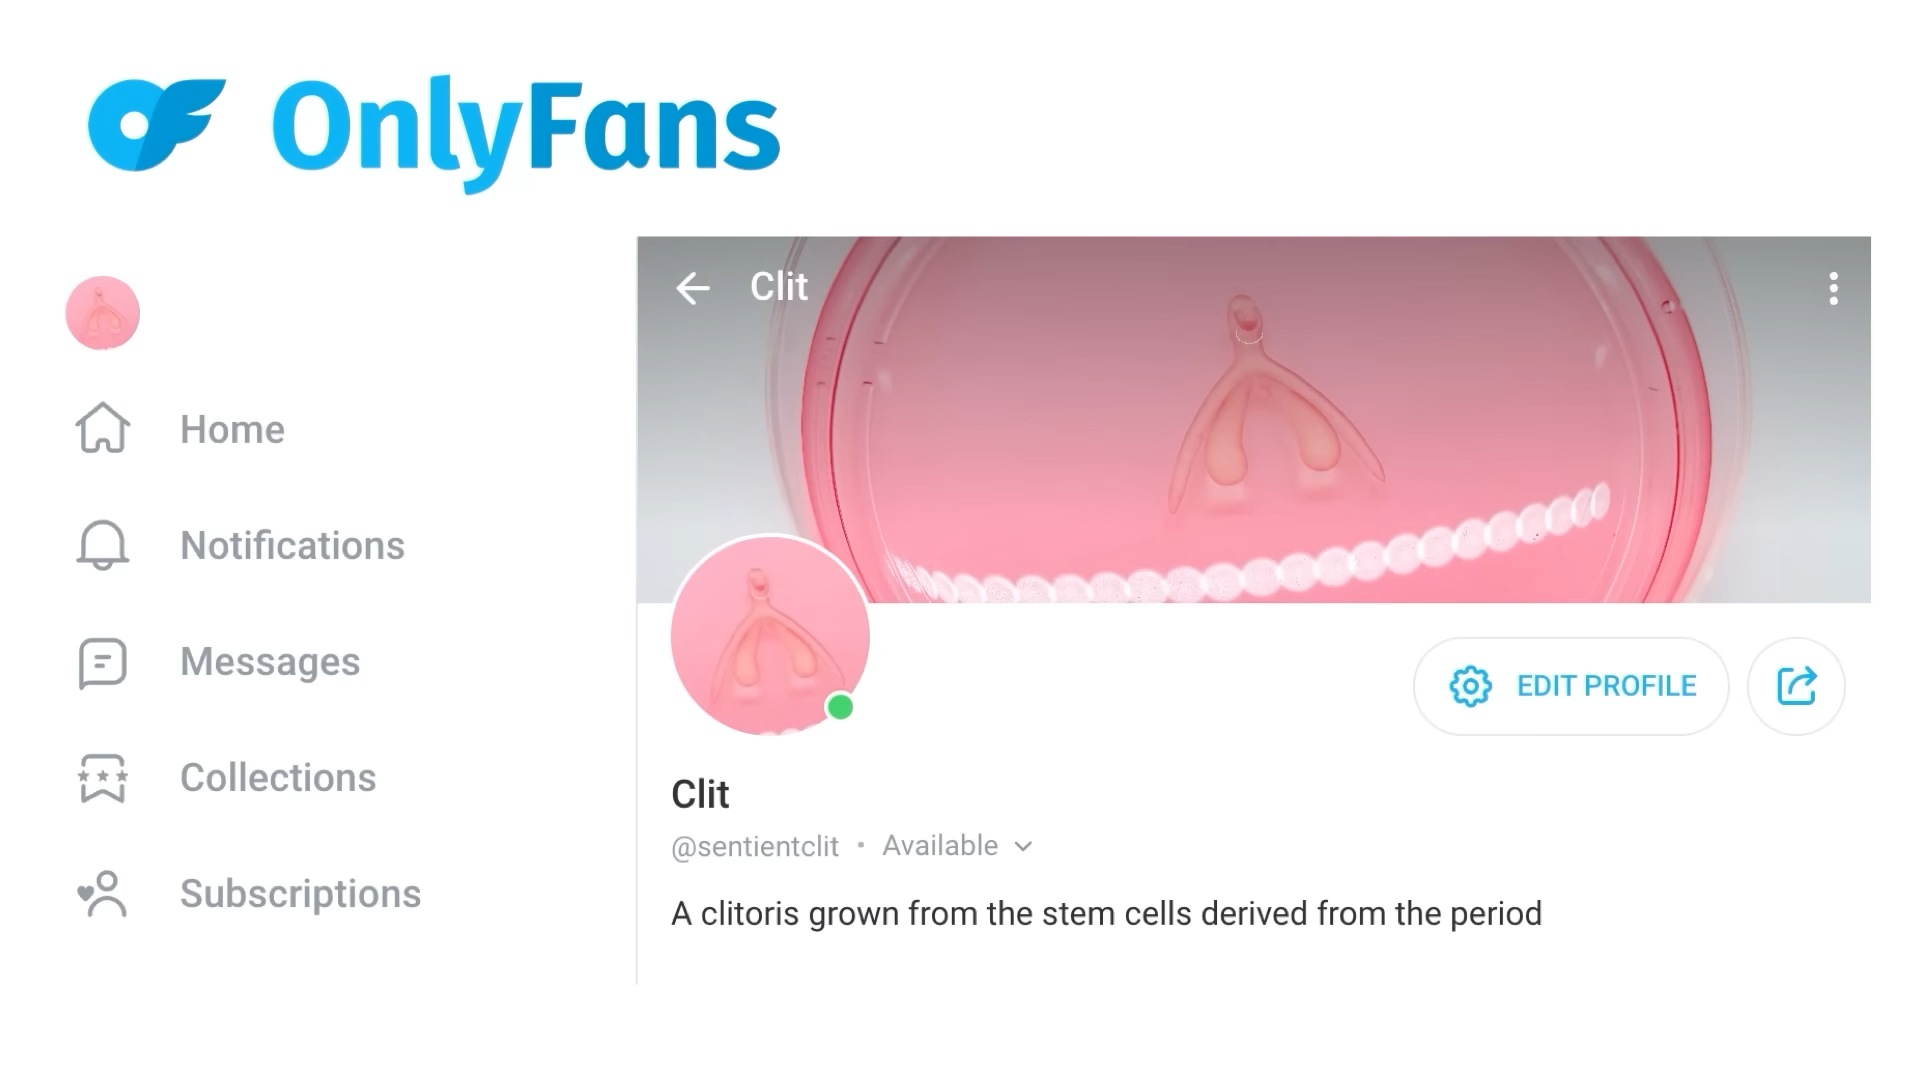 OnlyFans
Clit
Home
Notifications
Messages
Collections
Subscriptions
EDIT PROFILE
Clit
@sentientclit • Available
A clitoris grown from the stem cells derived from the period